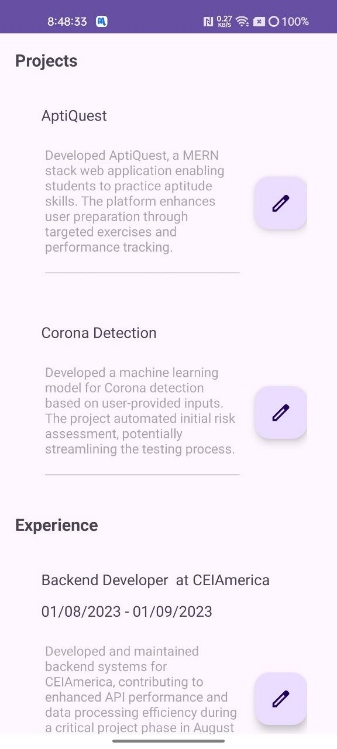 8:48:33
0.27 KB/S
100%
Projects
AptiQuest
Developed AptiQuest, a MERN
stack web application enabling
students to practice aptitude
skills. The platform enhances
user preparation through
targeted exercises and
performance tracking.
Corona Detection
Developed a machine learning
model for Corona detection
based on user-provided inputs.
The project automated initial risk
assessment, potentially
streamlining the testing process.
Experience
Backend Developer  at CEIAmerica
01/08/2023 - 01/09/2023
Developed and maintained
backend systems for
CEIAmerica, contributing to
enhanced API performance and
data processing efficiency during
a critical project phase in August